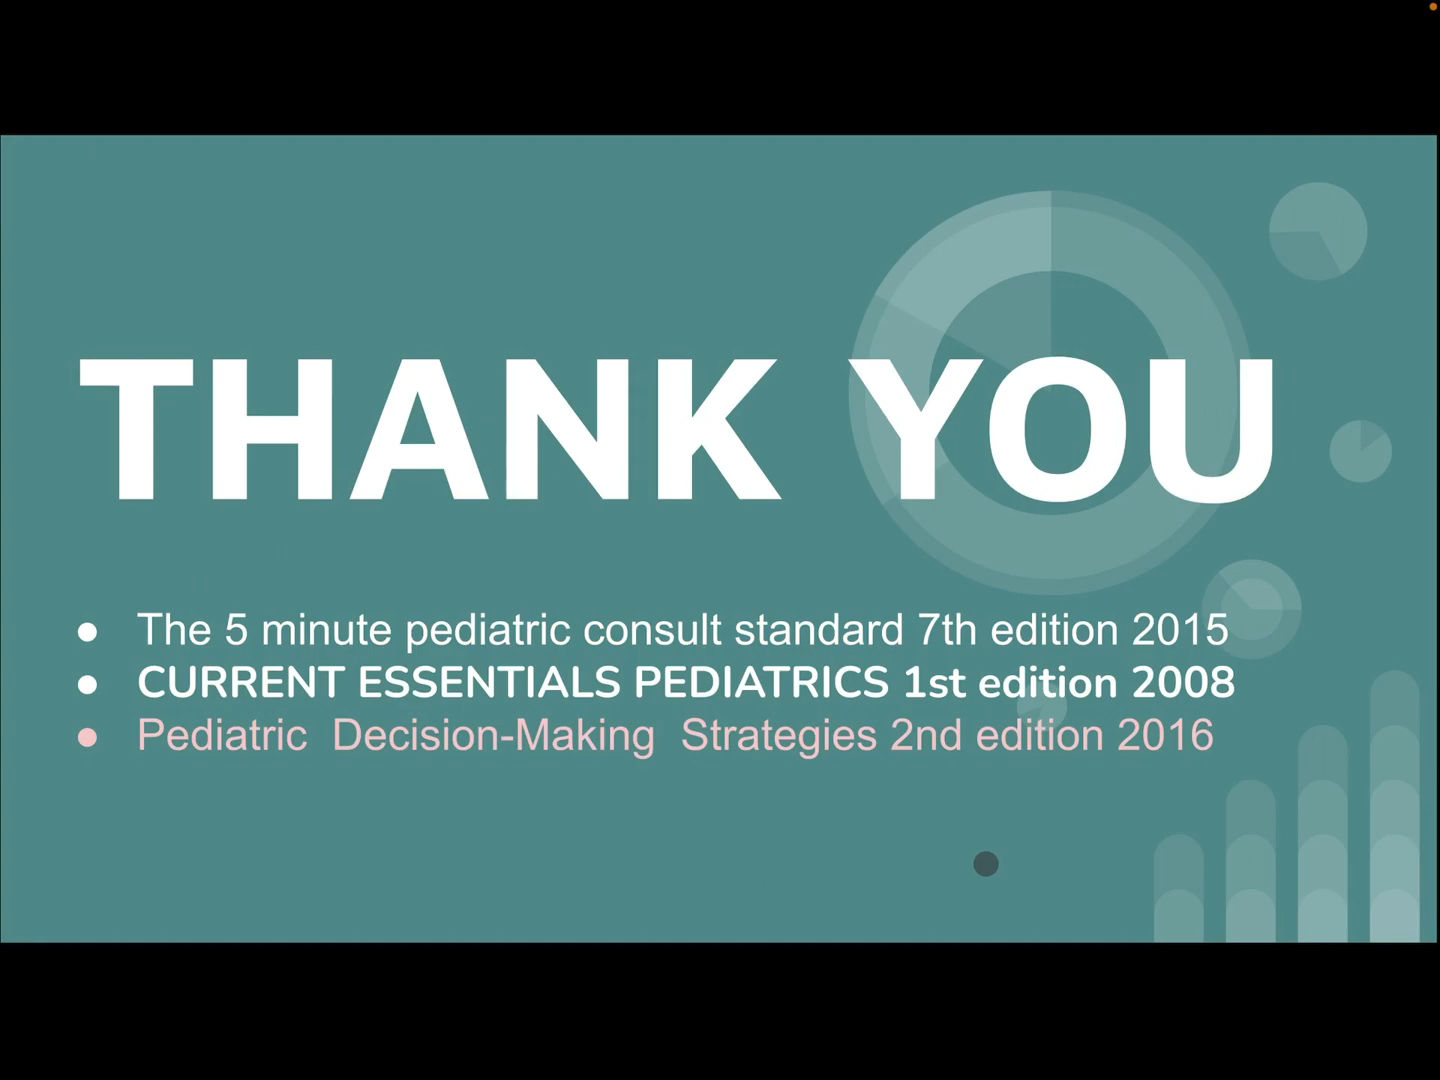 THANK YOU
● The 5 minute pediatric consult standard 7th edition 2015
● CURRENT ESSENTIALS PEDIATRICS 1st edition 2008
● Pediatric  Decision-Making  Strategies 2nd edition 2016